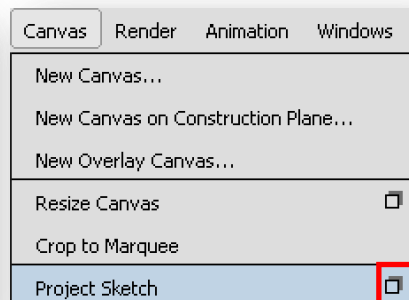 Canvas Render Animation Windows
New Canvas...
New Canvas on Construction Plane...
New Overlay Canvas...
Resize Canvas
Crop to Marquee
Project Sketch